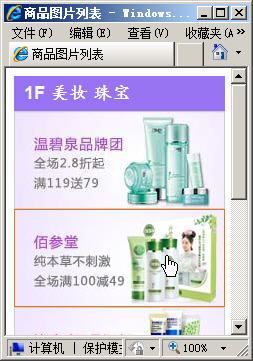 商品图片列表 - Windows...
文件(F) 编辑(E) 查看(V) 收藏夹(A »
商品图片列表
1F 美妆 珠宝
温碧泉品牌团
全场2.8折起
满119送79
佰参堂
纯本草不刺激
全场满100减49
计算机 | 保护模
100%